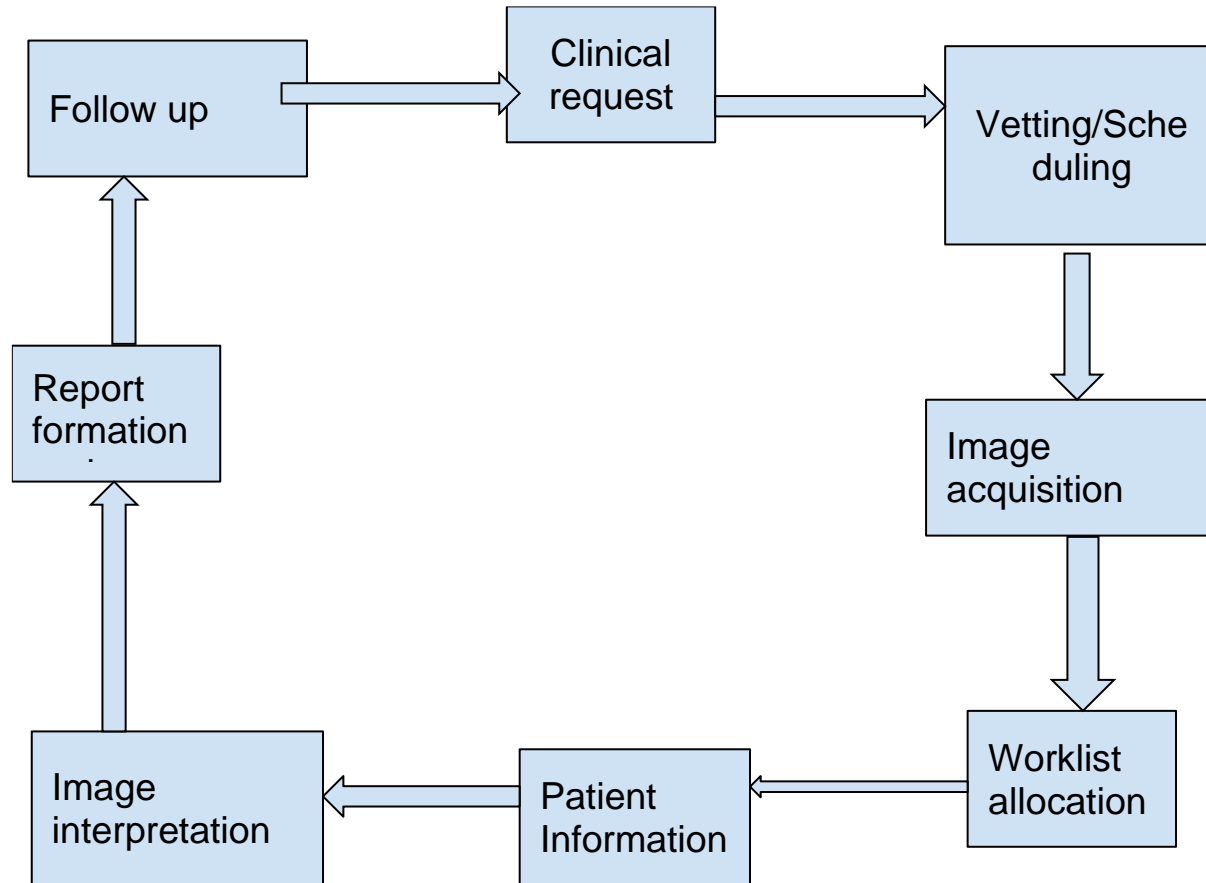 Follow up
Clinical
request
Vetting/Sche
duling
Report
formation
Image
acquisition
Image
interpretation
Patient
Information
Worklist
allocation